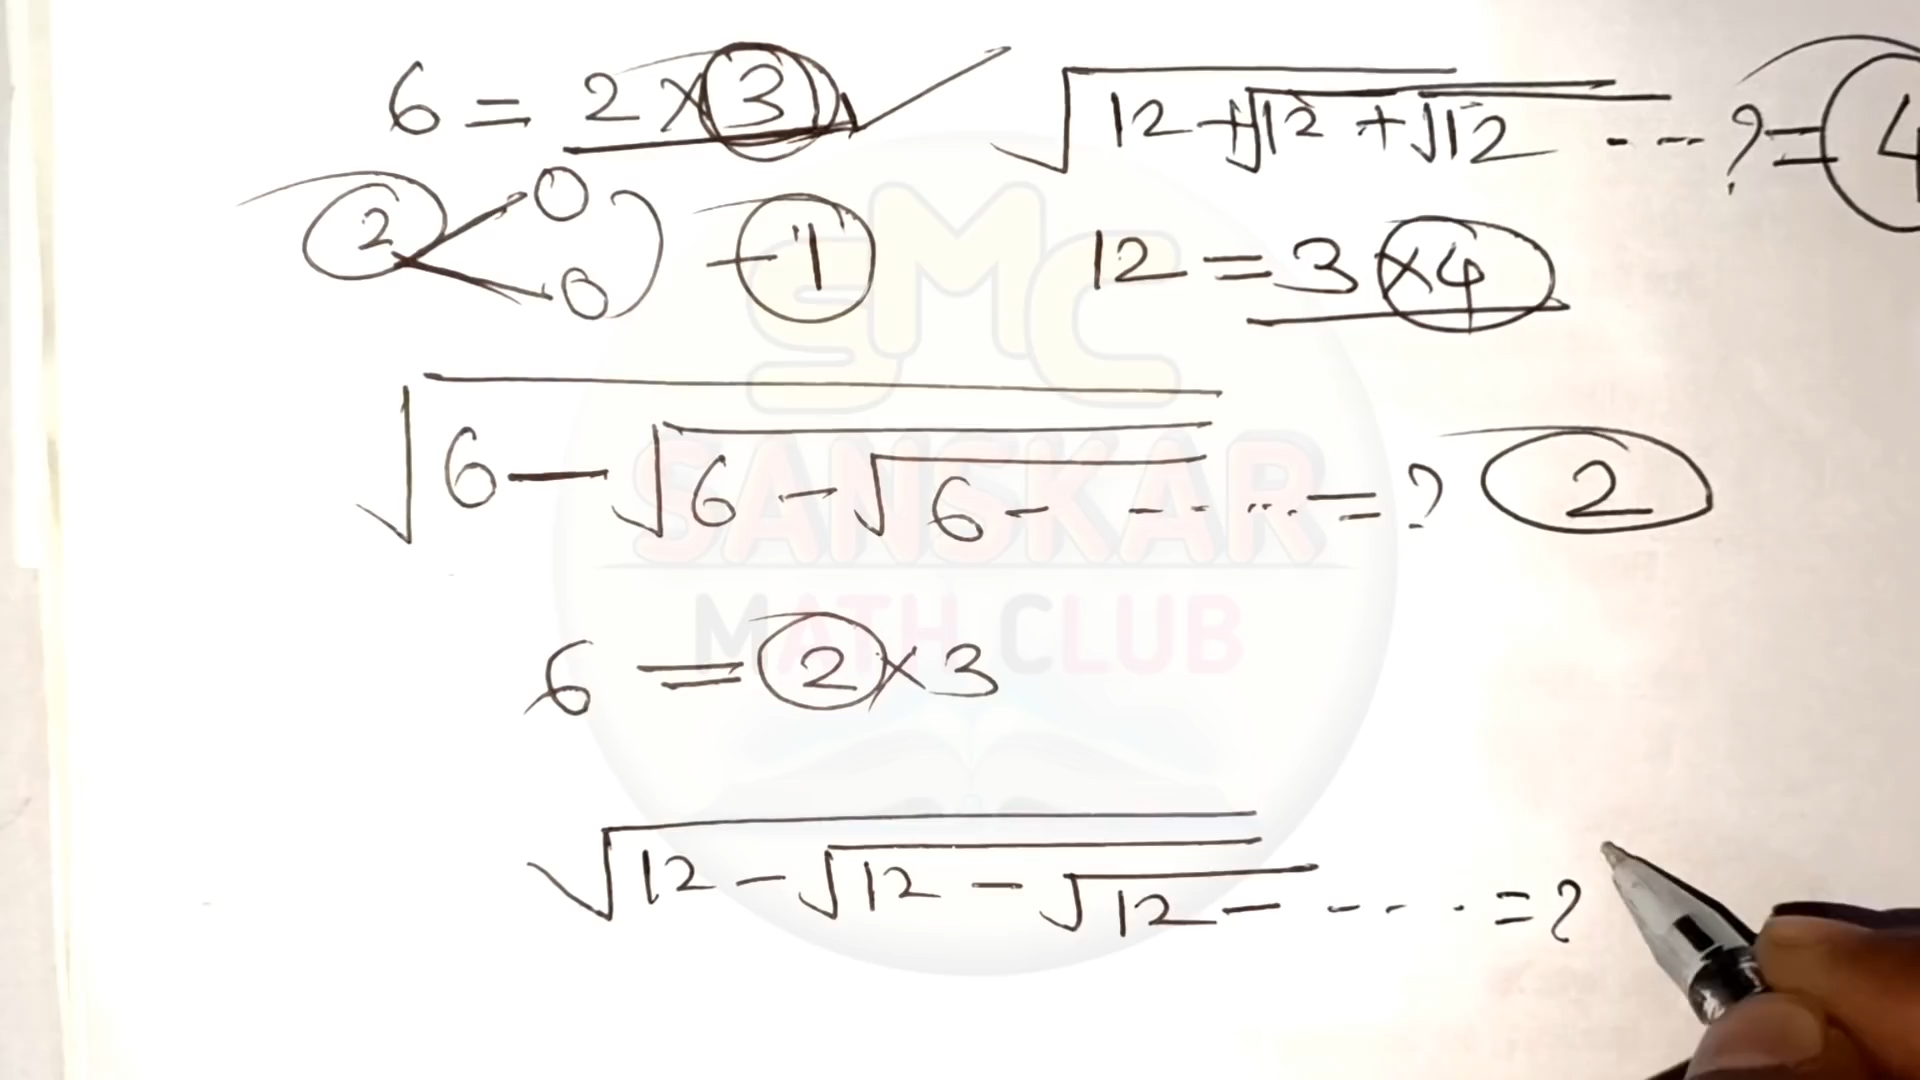 6 = 2 × 3
√12 + √12 + √12 ---- ? = 4
2 0 0 - 1
12 = 3 × 4
√6 - √6 - √6 - - - - ... = ? 2
6 = 2 × 3
√12 - √12 - √12 - - - - · = ?
SMC
SANSKAR
MATH CLUB